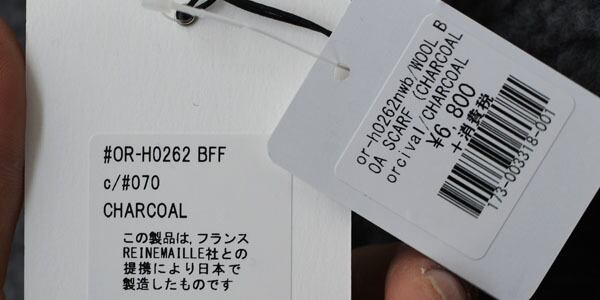 #OR-H0262 BFF
c/#070
CHARCOAL
この製品は,フランス
REINEMAILLE社との
提携により日本で
製造したものです
or-h0262nwb/WOOL B
OA SCARF (CHARCOAL
orcival/CHARCOAL
¥6,800
+消費税
173-003318-001